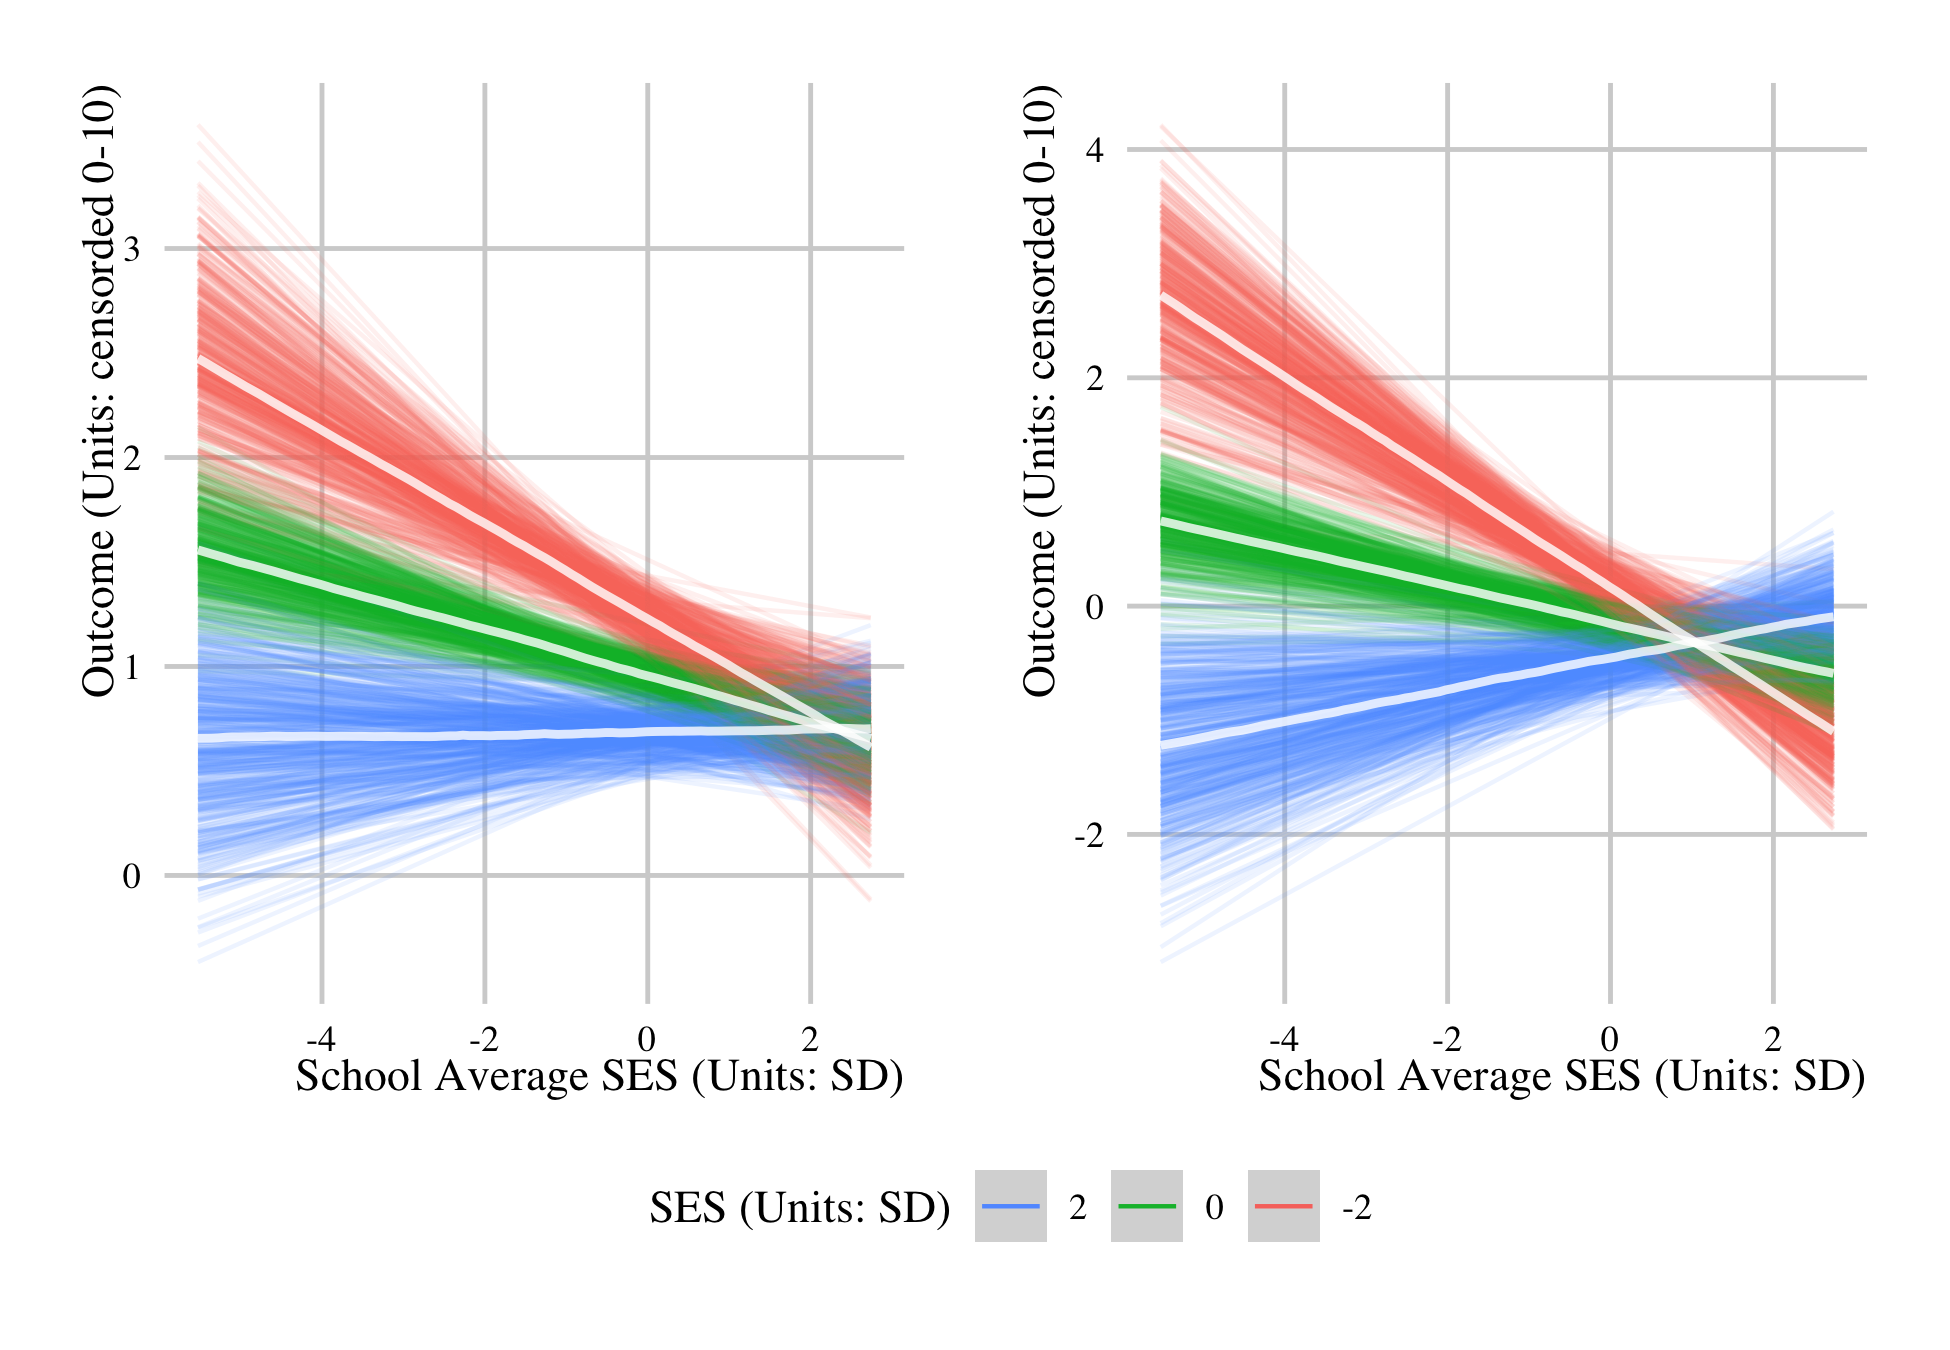 Outcome (Units: censorded 0-10)
3
2
1
0
-4 -2 0 2
School Average SES (Units: SD)
Outcome (Units: censorded 0-10)
4
2
0
-2
-4 -2 0 2
School Average SES (Units: SD)
SES (Units: SD) 2 0 -2